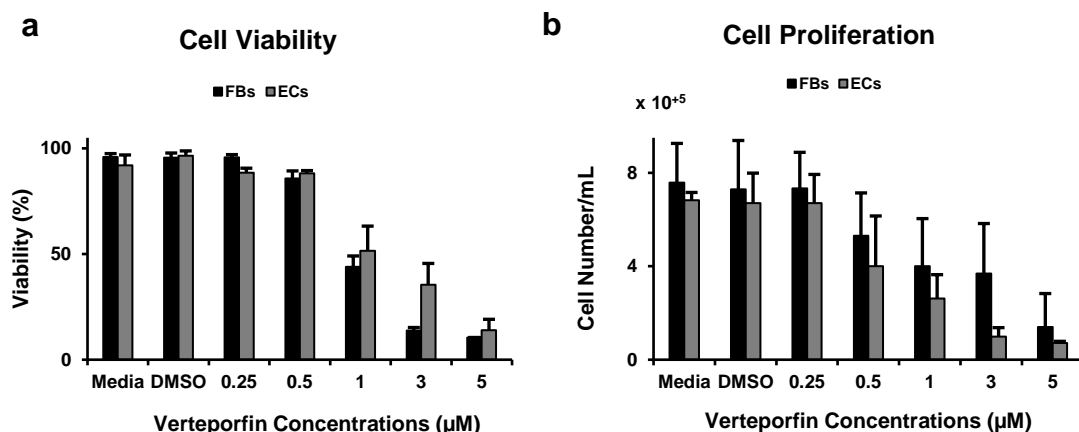 a
Cell Viability
FBs ECs
100
50
0
Viability (%)
Media DMSO 0.25 0.5 1 3 5
Verteporfin Concentrations (µM)
b
Cell Proliferation
FBs ECs
x 10+5
8
4
0
Cell Number/mL
Media DMSO 0.25 0.5 1 3 5
Verteporfin Concentrations (µM)